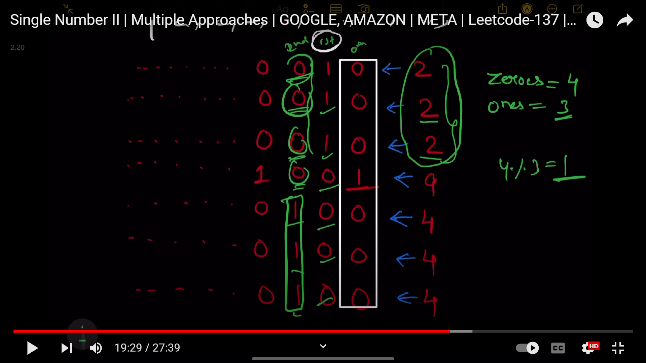 Single Number II | Multiple Approaches | GOOGLE, AMAZON | META | Leetcode-137 |...
2.20
2nd 1st 0th
0 0 1 0 ← 2
zeroes = 4
0 0 1 0 ← 2
ones = 3
0 0 1 0 ← 2
4 % 3 = 1
1 0 0 1 ← 9
0 1 0 0 ← 4
0 1 0 0 ← 4
0 1 0 0 ← 4
19:29 / 27:39
CC HD